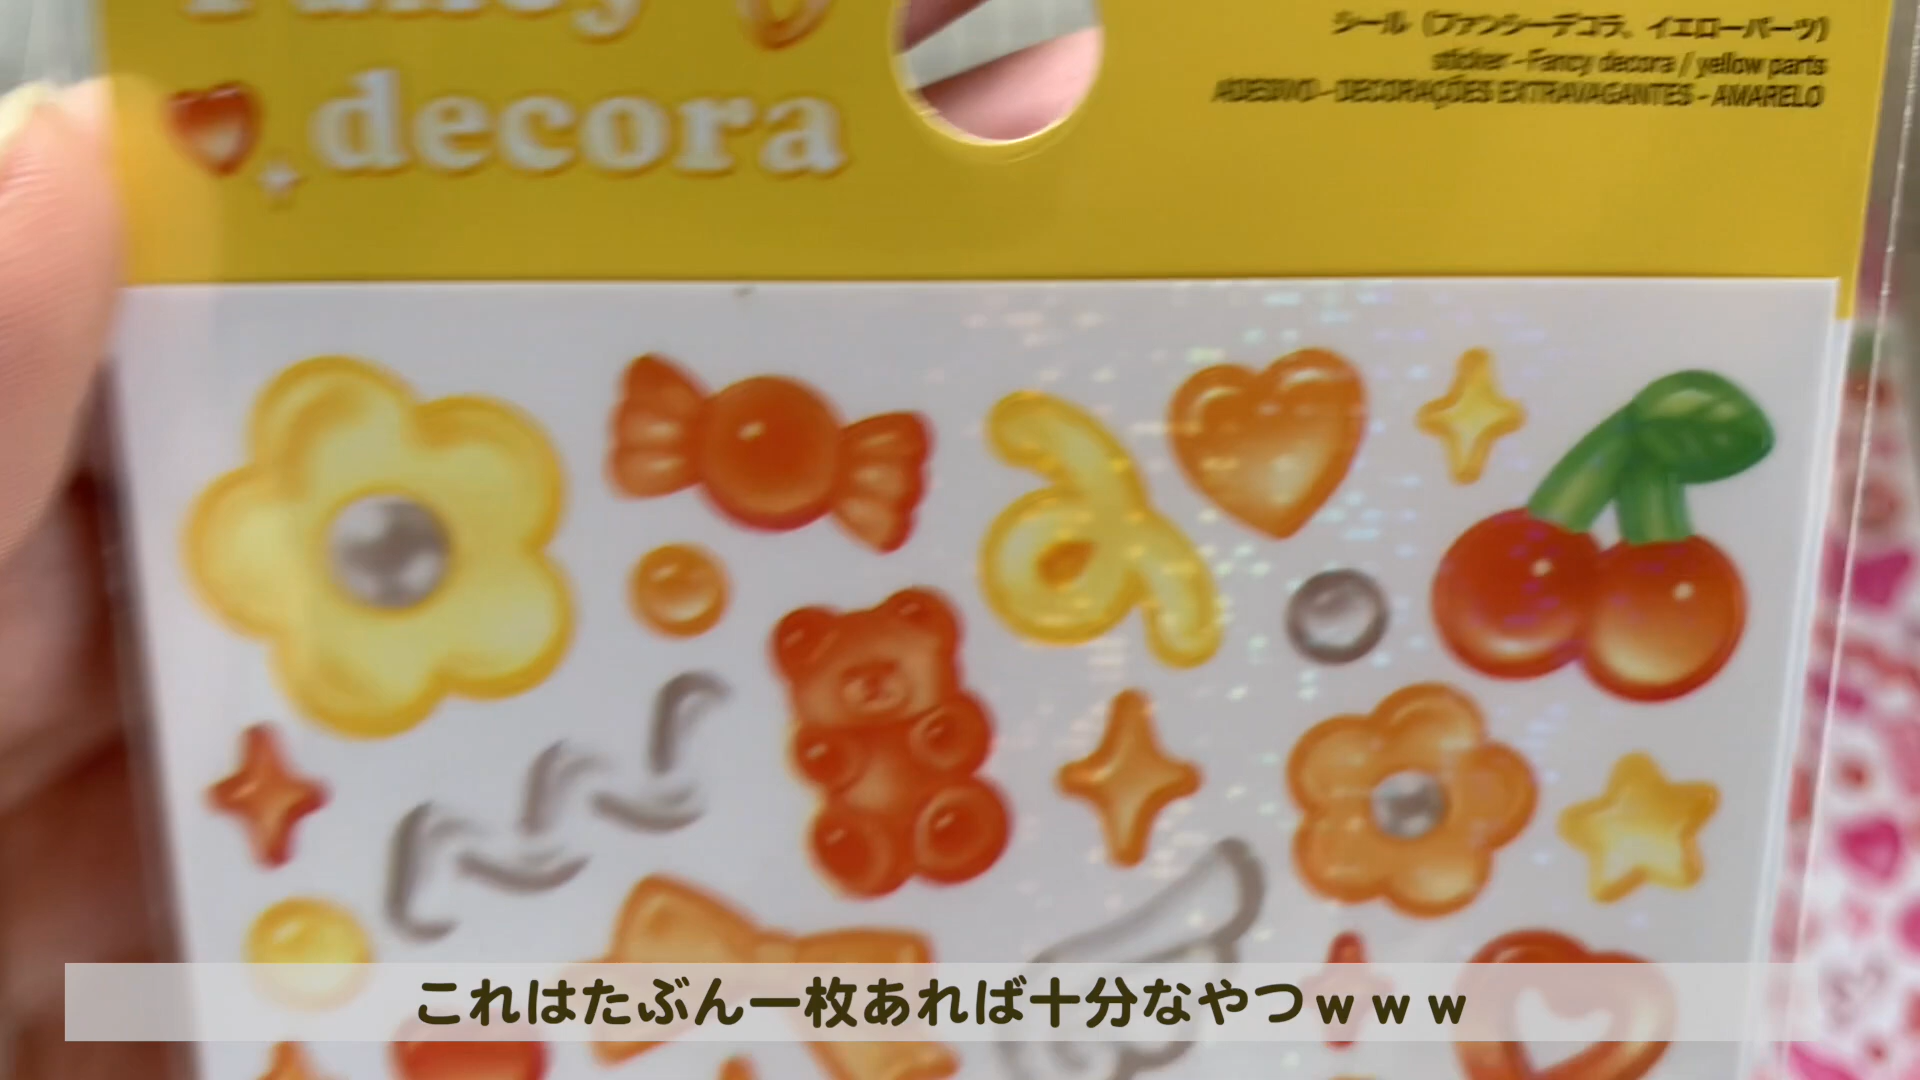 Fancy
decora
シール（ファンシーデコラ、イエローパーツ）
sticker - Fancy decora / yellow parts
ADESIVO - DECORAÇÕES EXTRAVAGANTES - AMARELO
これはたぶん一枚あれば十分なやつｗｗｗ